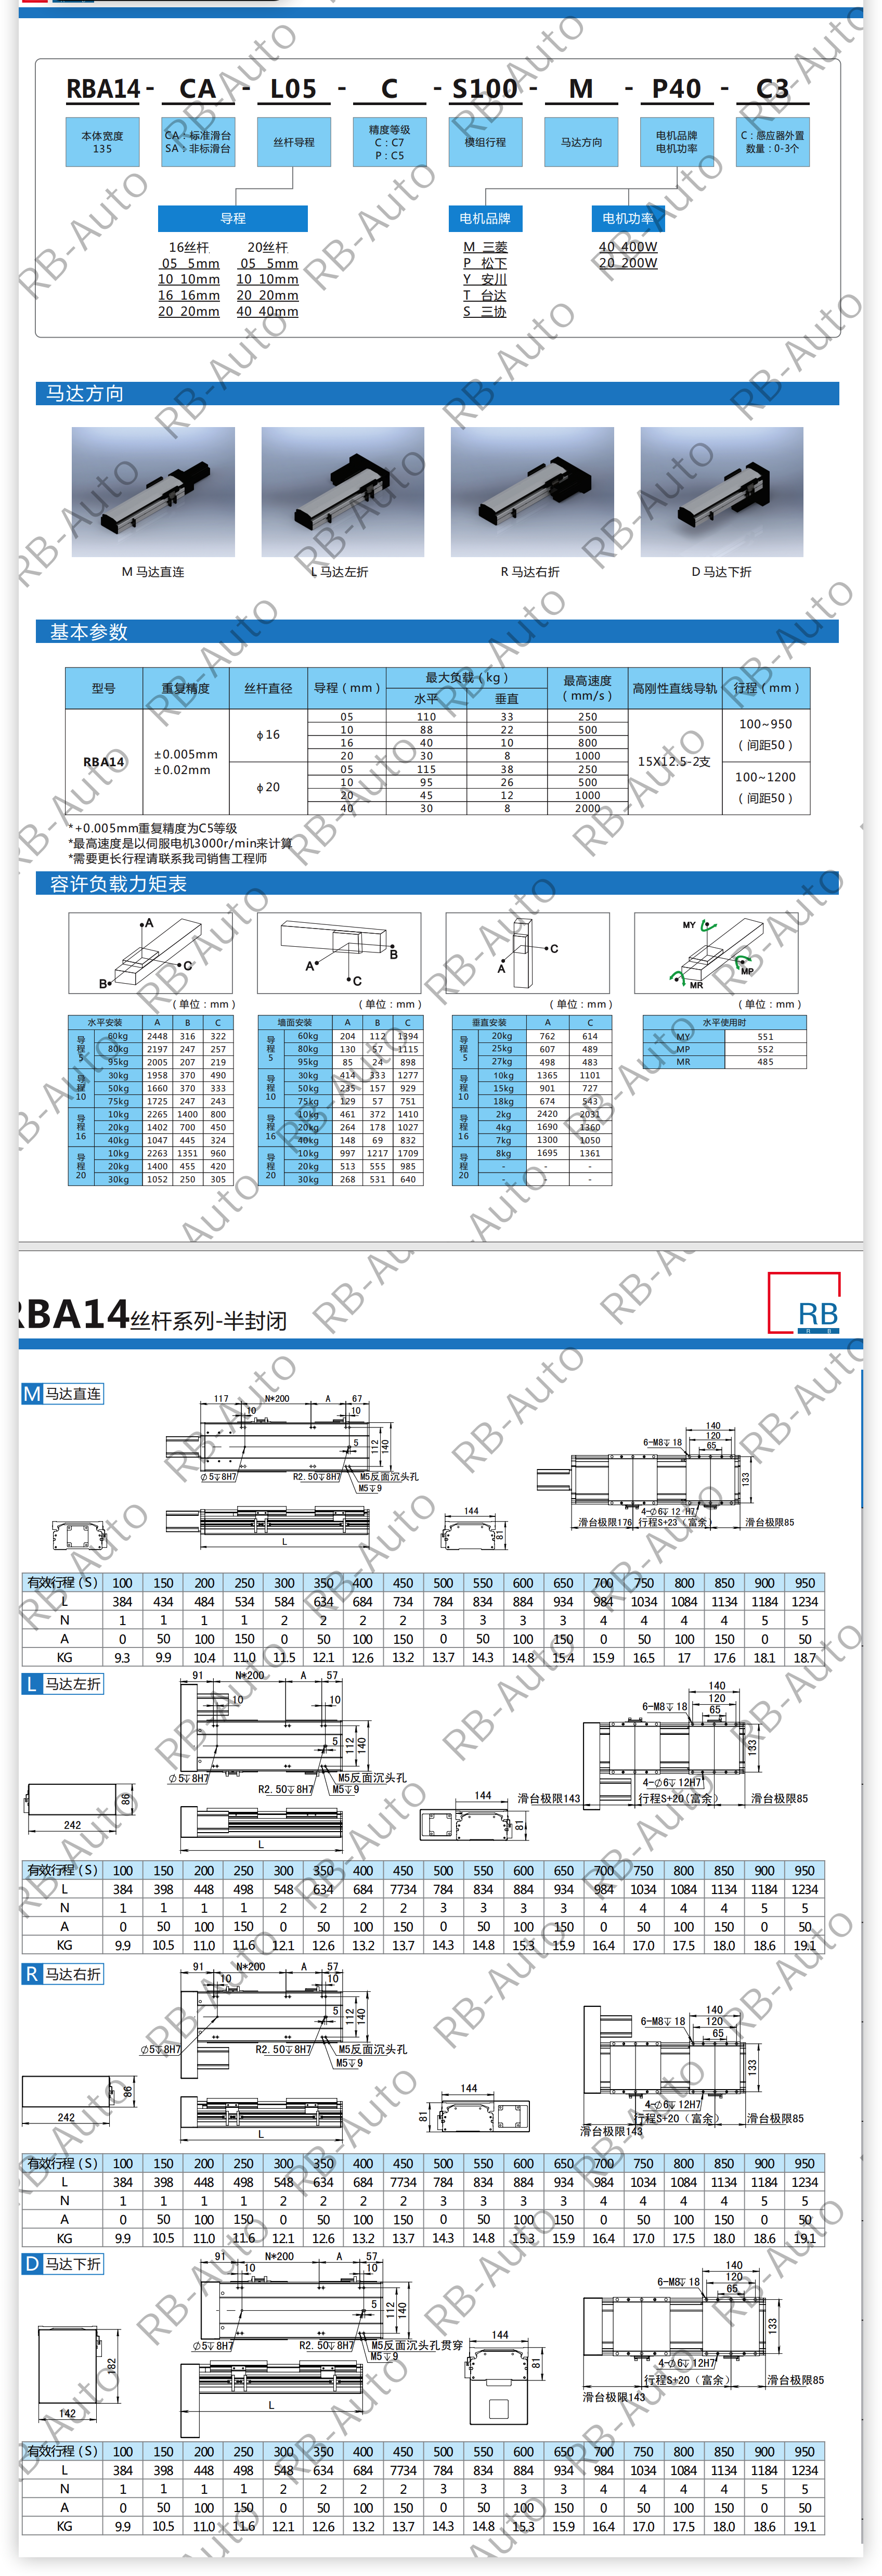 RBA14 - CA - L05 - C - S100 - M - P40 - C3
本体宽度 135
CA：标准滑台 SA：非标滑台
丝杆导程
精度等级 C：C7 P：C5
模组行程
马达方向
电机品牌 电机功率
C：感应器外置 数量：0-3个
导程
16丝杆 20丝杆
05 5mm 05 5mm
10 10mm 10 10mm
16 16mm 20 20mm
20 20mm 40 40mm
电机品牌
M 三菱
P 松下
Y 安川
T 台达
S 三协
电机功率
40 400W
20 200W
马达方向
M 马达直连 L 马达左折 R 马达右折 D 马达下折
基本参数
型号 重复精度 丝杆直径 导程（mm） 最大负载（kg） 最高速度（mm/s） 高刚性直线导轨 行程（mm）
水平 垂直
RBA14 ±0.005mm ±0.02mm
φ16
05 110 33 250
10 88 22 500
16 40 10 800
20 30 8 1000
φ20
05 115 38 250
10 95 26 500
20 45 12 1000
40 30 8 2000
15X12.5-2支
100~950
（间距50）
100~1200
（间距50）
*+0.005mm重复精度为C5等级
*最高速度是以伺服电机3000r/min来计算
*需要更长行程请联系我司销售工程师
容许负载力矩表
A B C
A B C
A C
MY MP MR
（单位：mm） （单位：mm） （单位：mm） （单位：mm）
水平安装 A B C
导程5
60kg 2448 316 322
80kg 2197 247 257
95kg 2005 207 219
导程10
30kg 1958 370 490
50kg 1660 370 333
75kg 1725 247 243
导程16
10kg 2265 1400 800
20kg 1402 700 450
40kg 1047 445 324
导程20
10kg 2263 1351 960
20kg 1400 455 420
30kg 1052 250 305
墙面安装 A B C
导程5
60kg 204 112 1394
80kg 130 57 1115
95kg 85 24 898
导程10
30kg 414 333 1277
50kg 235 157 929
75kg 129 57 751
导程16
10kg 461 372 1410
20kg 264 178 1027
40kg 148 69 832
导程20
10kg 997 1217 1709
20kg 513 555 985
30kg 268 531 640
垂直安装 A C
导程5
20kg 762 614
25kg 607 489
27kg 498 483
导程10
10kg 1365 1101
15kg 901 727
18kg 674 543
导程16
2kg 2420 2031
4kg 1690 1360
7kg 1300 1050
导程20
8kg 1695 1361
- - -
- - -
水平使用时
MY 551
MP 552
MR 485
RBA14丝杆系列-半封闭
RB
M 马达直连
117 N*200 A 67
10 10
5 112 140
∅5↧8H7 R2.50↧8H7 M5反面沉头孔
M5↧9
L
144
81
140
120
65
6-M8↧18
133
4-∅6↧12 H7
滑台极限176 行程S+23（富余） 滑台极限85
有效行程(S) 100 150 200 250 300 350 400 450 500 550 600 650 700 750 800 850 900 950
L 384 434 484 534 584 634 684 734 784 834 884 934 984 1034 1084 1134 1184 1234
N 1 1 1 1 2 2 2 2 3 3 3 3 4 4 4 4 5 5
A 0 50 100 150 0 50 100 150 0 50 100 150 0 50 100 150 0 50
KG 9.3 9.9 10.4 11.0 11.5 12.1 12.6 13.2 13.7 14.3 14.8 15.4 15.9 16.5 17 17.6 18.1 18.7
L 马达左折
91 N*200 A 57
10 10
5 112 140
∅5↧8H7 M5反面沉头孔
R2.50↧8H7 M5↧9
86
242
L
144
81
140
120
65
6-M8↧18
133
4-∅6↧12H7
滑台极限143 行程S+20(富余) 滑台极限85
有效行程(S) 100 150 200 250 300 350 400 450 500 550 600 650 700 750 800 850 900 950
L 384 398 448 498 548 634 684 7734 784 834 884 934 984 1034 1084 1134 1184 1234
N 1 1 1 1 2 2 2 2 3 3 3 3 4 4 4 4 5 5
A 0 50 100 150 0 50 100 150 0 50 100 150 0 50 100 150 0 50
KG 9.9 10.5 11.0 11.6 12.1 12.6 13.2 13.7 14.3 14.8 15.3 15.9 16.4 17.0 17.5 18.0 18.6 19.1
R 马达右折
91 N*200 A 57
10 10
5 112 140
∅5↧8H7 R2.50↧8H7 M5反面沉头孔
M5↧9
86
242
L
144
81
140
120
65
6-M8↧18
133
4-∅6↧12H7
行程S+20（富余） 滑台极限85
滑台极限143
有效行程(S) 100 150 200 250 300 350 400 450 500 550 600 650 700 750 800 850 900 950
L 384 398 448 498 548 634 684 7734 784 834 884 934 984 1034 1084 1134 1184 1234
N 1 1 1 1 2 2 2 2 3 3 3 3 4 4 4 4 5 5
A 0 50 100 150 0 50 100 150 0 50 100 150 0 50 100 150 0 50
KG 9.9 10.5 11.0 11.6 12.1 12.6 13.2 13.7 14.3 14.8 15.3 15.9 16.4 17.0 17.5 18.0 18.6 19.1
D 马达下折
91 N*200 A 57
10 10
5 112 140
∅5↧8H7 R2.50↧8H7 M5反面沉头孔贯穿
M5↧9
182
142
L
144
81
140
120
65
6-M8↧18
133
4-∅6↧12H7
行程S+20（富余） 滑台极限85
滑台极限143
有效行程(S) 100 150 200 250 300 350 400 450 500 550 600 650 700 750 800 850 900 950
L 384 398 448 498 548 634 684 7734 784 834 884 934 984 1034 1084 1134 1184 1234
N 1 1 1 1 2 2 2 2 3 3 3 3 4 4 4 4 5 5
A 0 50 100 150 0 50 100 150 0 50 100 150 0 50 100 150 0 50
KG 9.9 10.5 11.0 11.6 12.1 12.6 13.2 13.7 14.3 14.8 15.3 15.9 16.4 17.0 17.5 18.0 18.6 19.1
RB-Auto